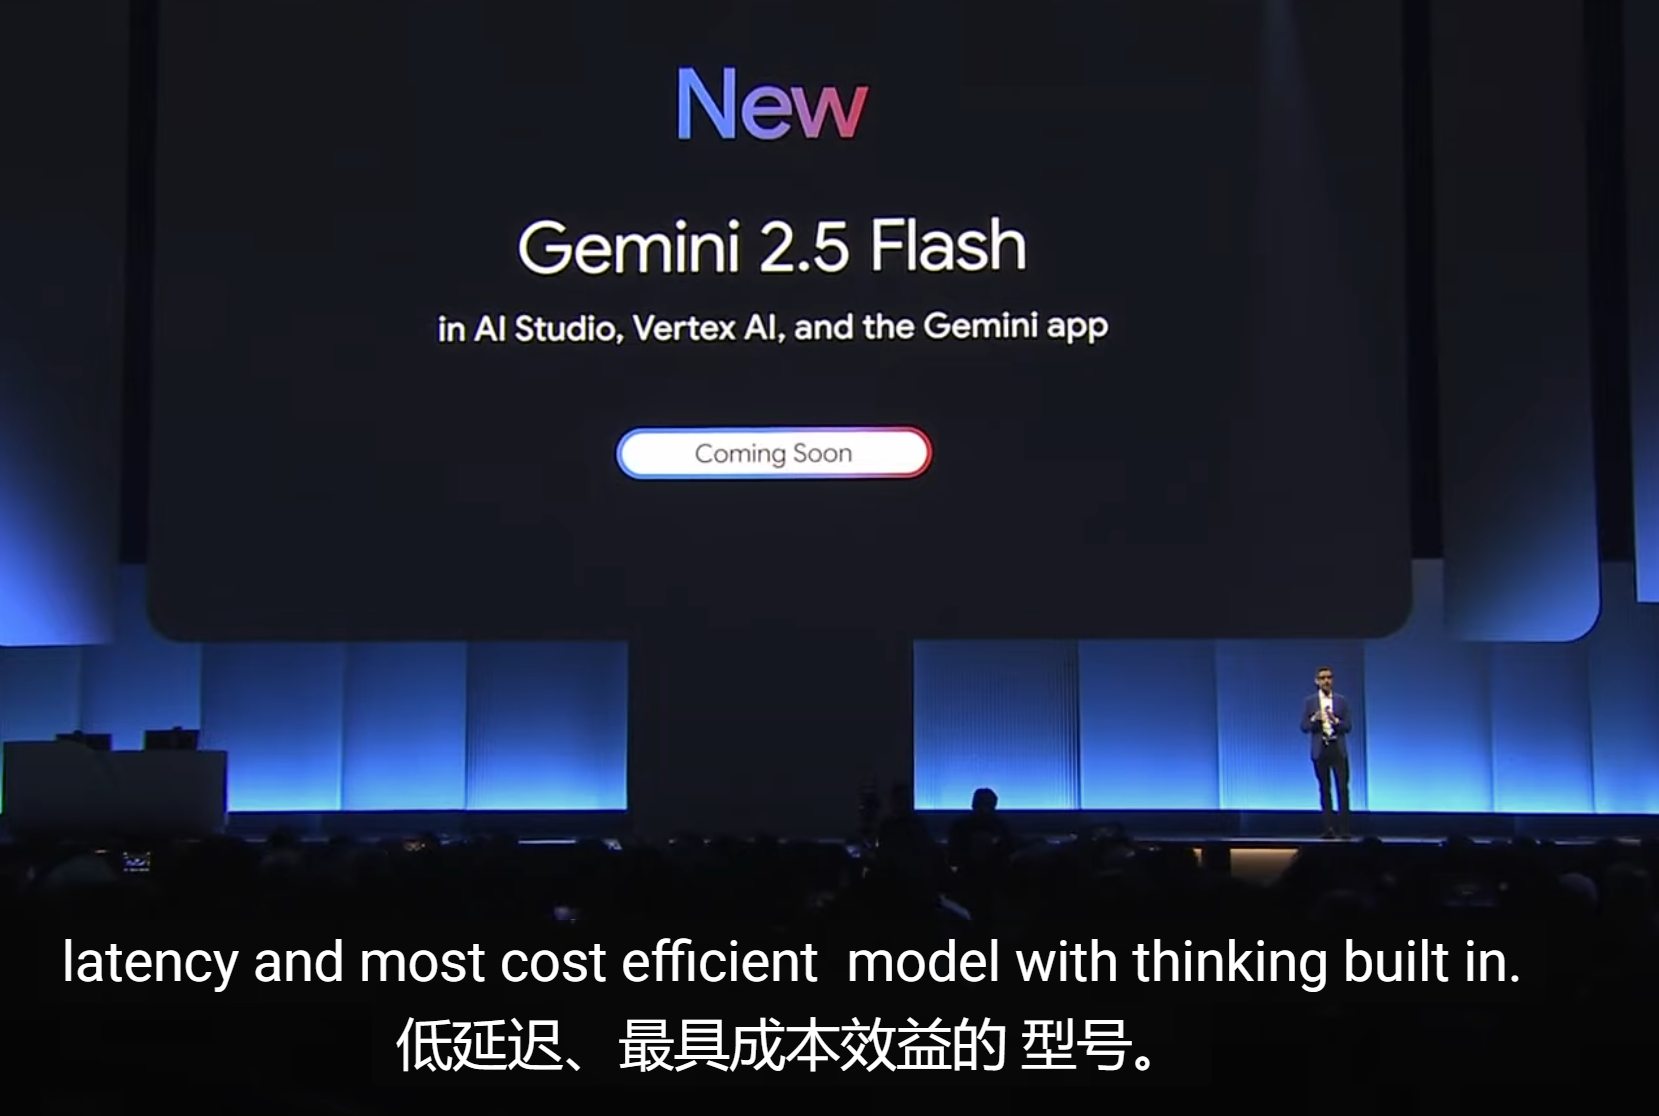 New
Gemini 2.5 Flash
in AI Studio, Vertex AI, and the Gemini app
Coming Soon
latency and most cost efficient  model with thinking built in.
低延迟、最具成本效益的 型号。